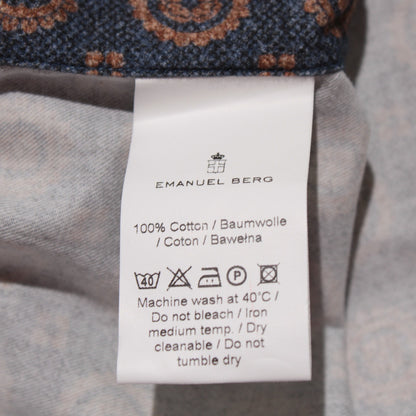 EMANUEL BERG
100% Cotton / Baumwolle
/ Coton / Bawełna
40 P
Machine wash at 40°C /
Do not bleach / Iron
medium temp. / Dry
cleanable / Do not
tumble dry